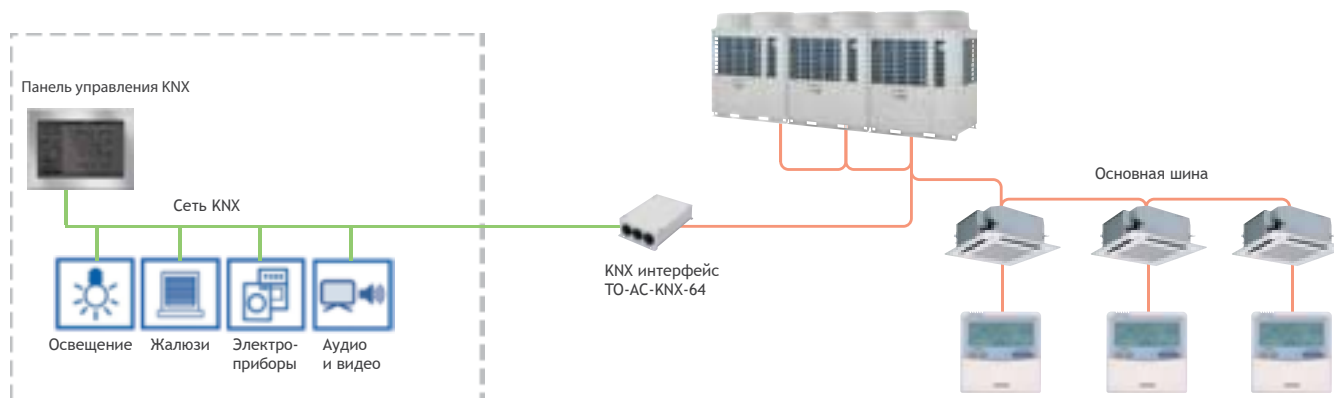 Панель управления KNX
Сеть KNX
Освещение
Жалюзи
Электро-
приборы
Аудио
и видео
KNX интерфейс
TO-AC-KNX-64
Основная шина